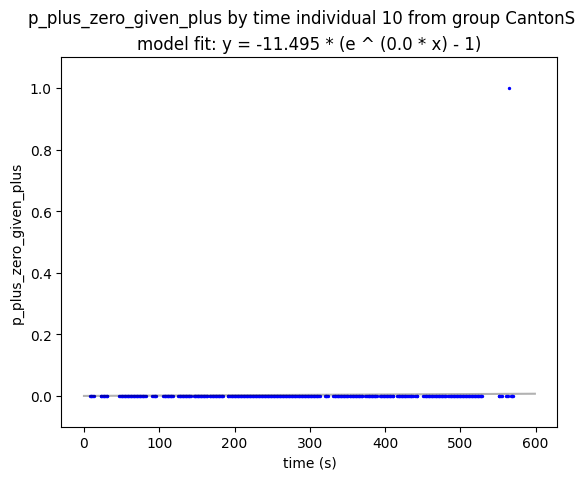 p_plus_zero_given_plus by time individual 10 from group CantonS
model fit: y = -11.495 * (e ^ (0.0 * x) - 1)
p_plus_zero_given_plus
1.0
0.8
0.6
0.4
0.2
0.0
0 100 200 300 400 500 600
time (s)